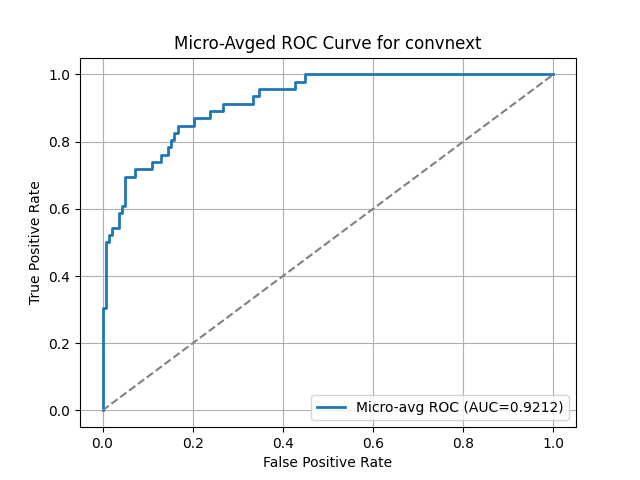 Micro-Avged ROC Curve for convnext
True Positive Rate
1.0
0.8
0.6
0.4
0.2
0.0
Micro-avg ROC (AUC=0.9212)
0.0 0.2 0.4 0.6 0.8 1.0
False Positive Rate